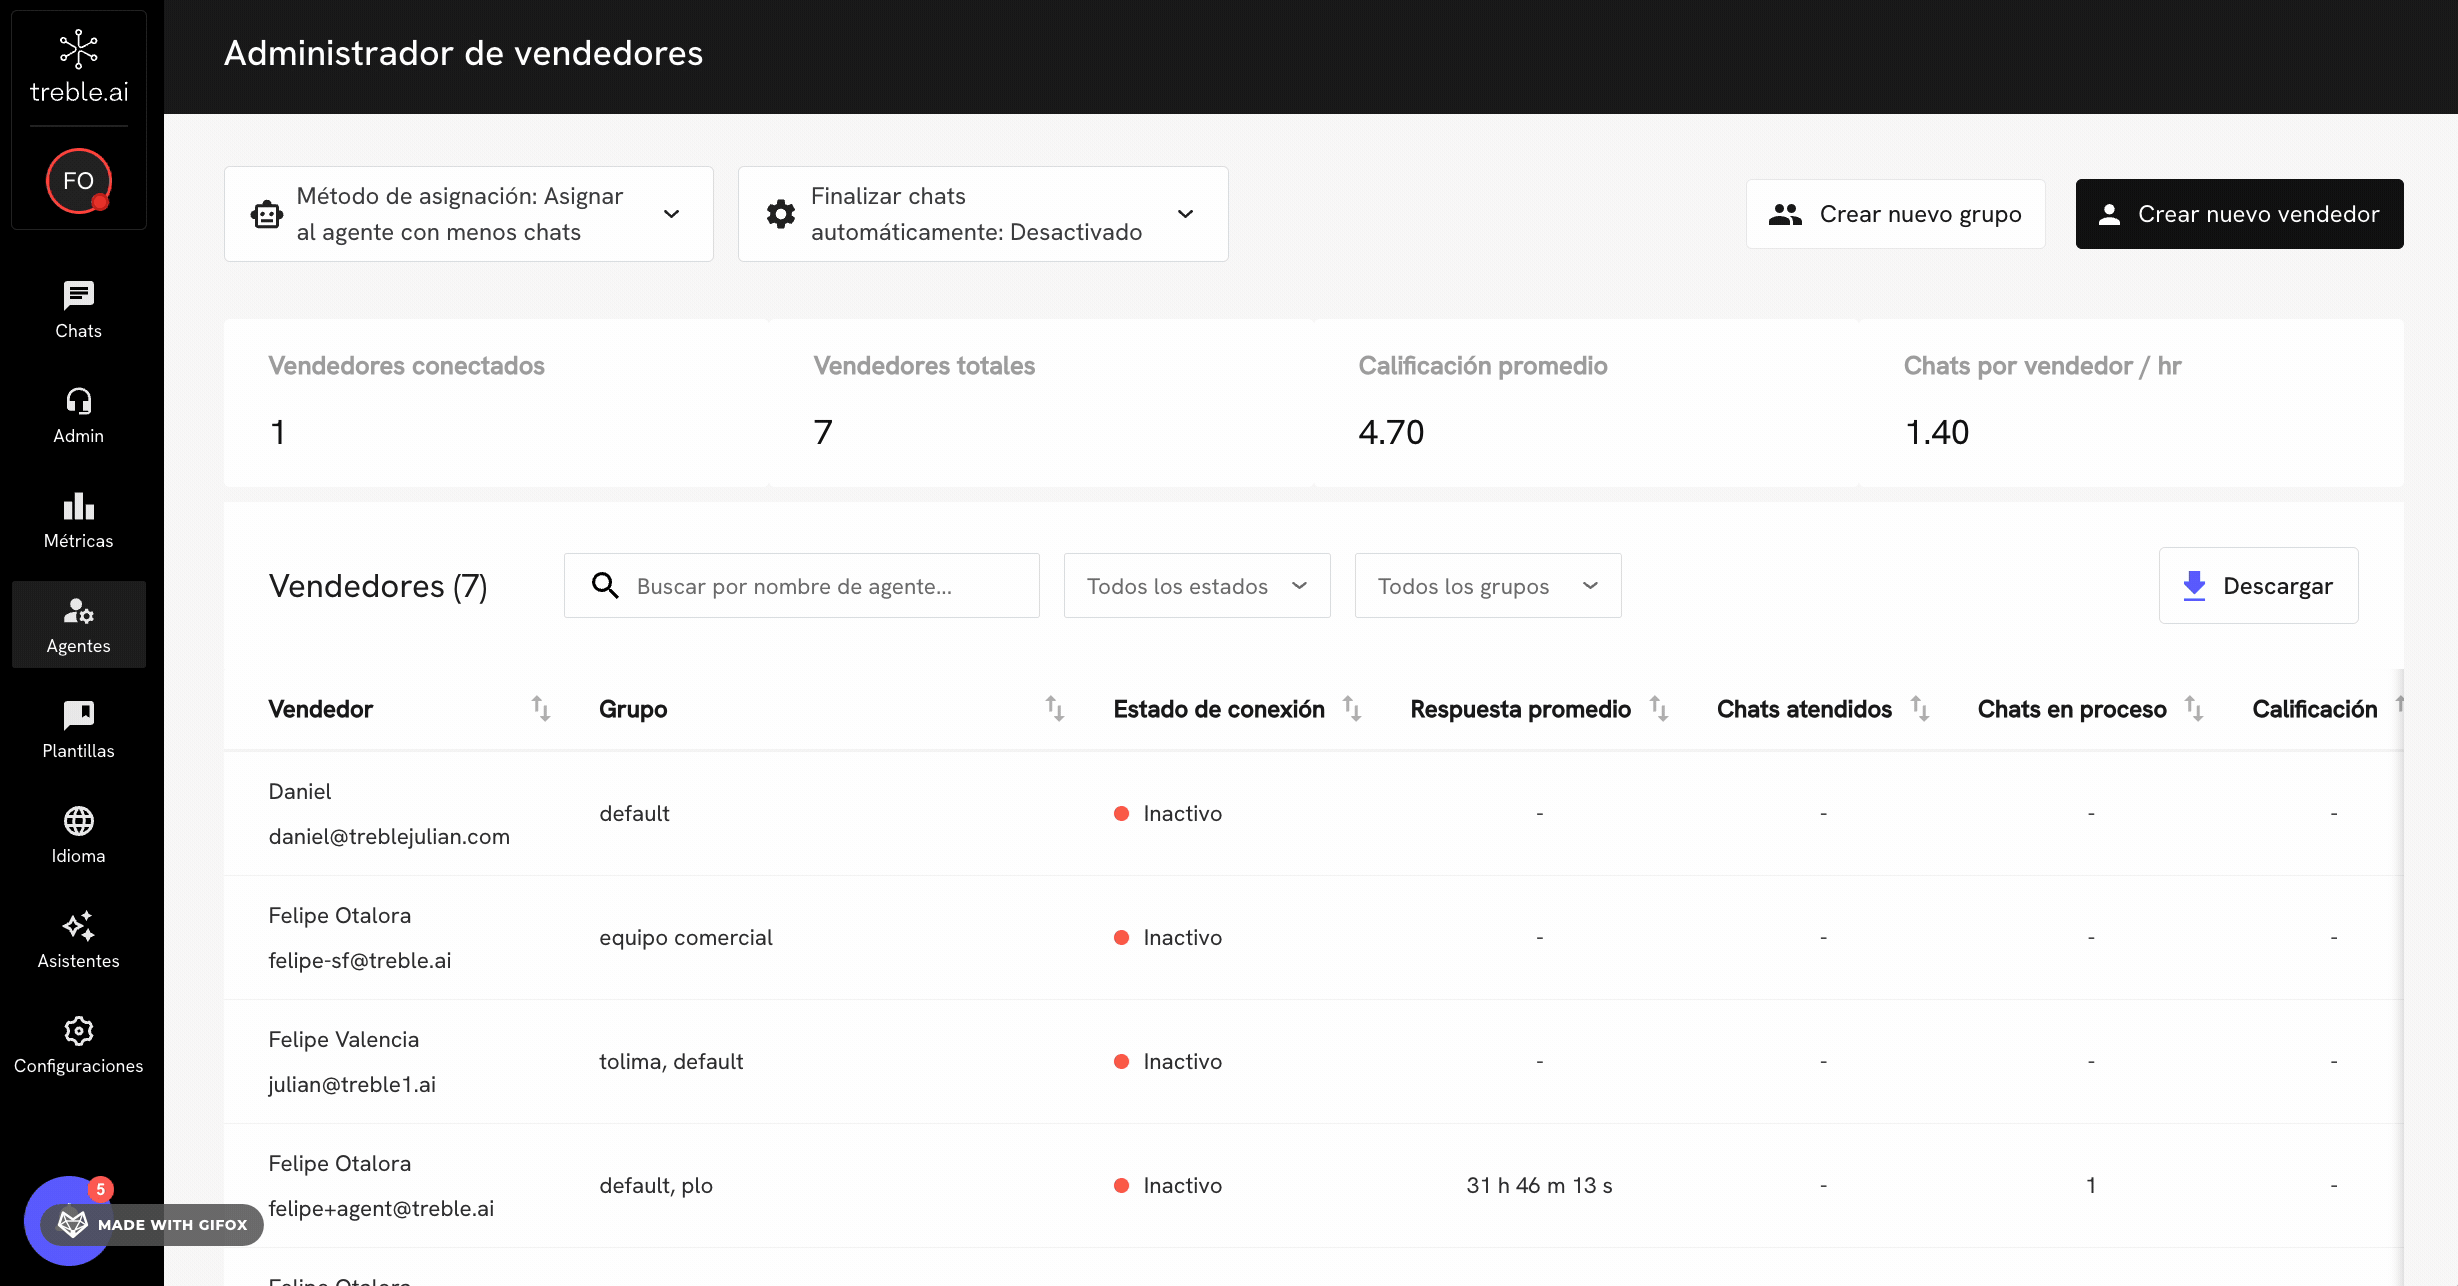 treble.ai
FO
Chats
Admin
Métricas
Agentes
Plantillas
Idioma
Asistentes
Configuraciones
5
MADE WITH GIFOX
Administrador de vendedores
Método de asignación: Asignar
al agente con menos chats
Finalizar chats
automáticamente: Desactivado
Crear nuevo grupo
Crear nuevo vendedor
Vendedores conectados
1
Vendedores totales
7
Calificación promedio
4.70
Chats por vendedor / hr
1.40
Vendedores (7)
Buscar por nombre de agente...
Todos los estados
Todos los grupos
Descargar
Vendedor Grupo Estado de conexión Respuesta promedio Chats atendidos Chats en proceso Calificación
Daniel
daniel@treblejulian.com
default
Inactivo
- - - -
Felipe Otalora
felipe-sf@treble.ai
equipo comercial
Inactivo
- - - -
Felipe Valencia
julian@treble1.ai
tolima, default
Inactivo
- - - -
Felipe Otalora
felipe+agent@treble.ai
default, plo
Inactivo
31 h 46 m 13 s - 1 -
Felipe Otalora